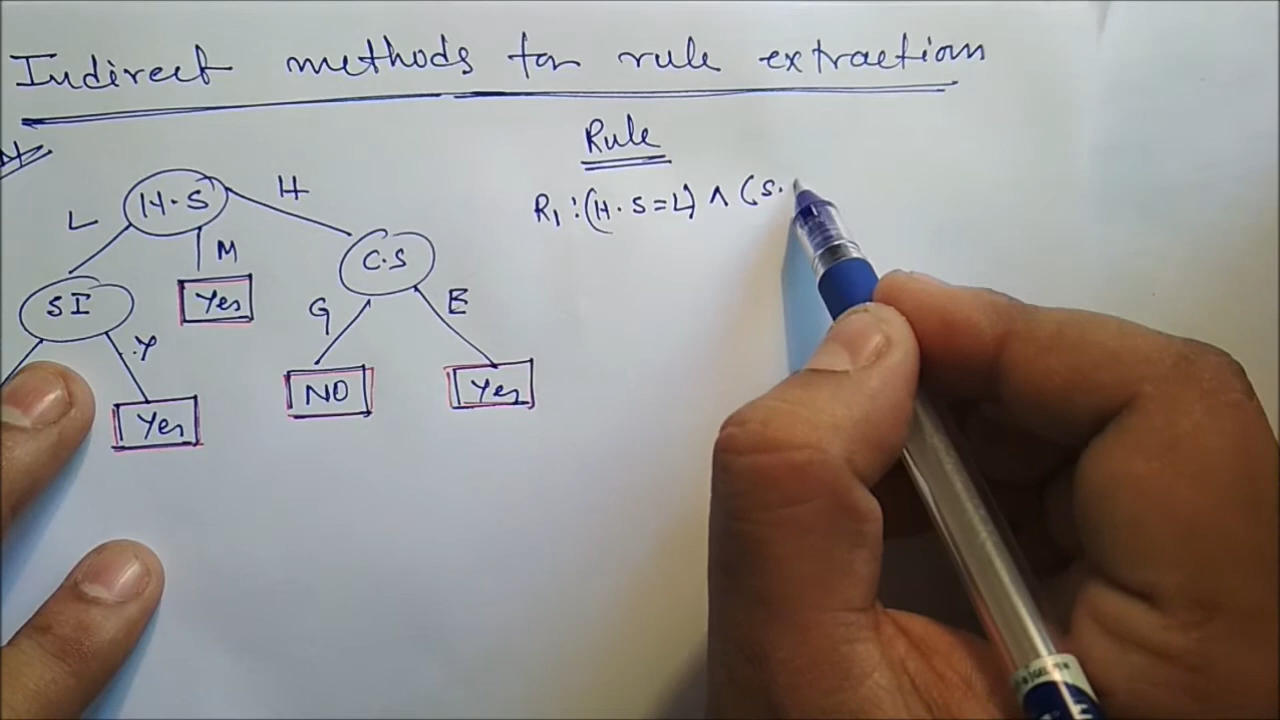 Indirect methods for rule extraction
Rule
R1 : (H.S = L) ∧ (S.
H.S
L
M
H
SI
Yes
C.S
Y
G
E
Yes
NO
Yes